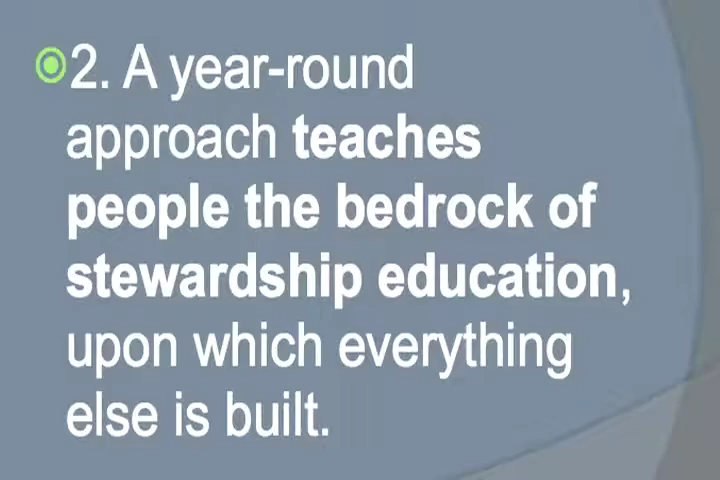 2. A year-round
approach teaches
people the bedrock of
stewardship education,
upon which everything
else is built.